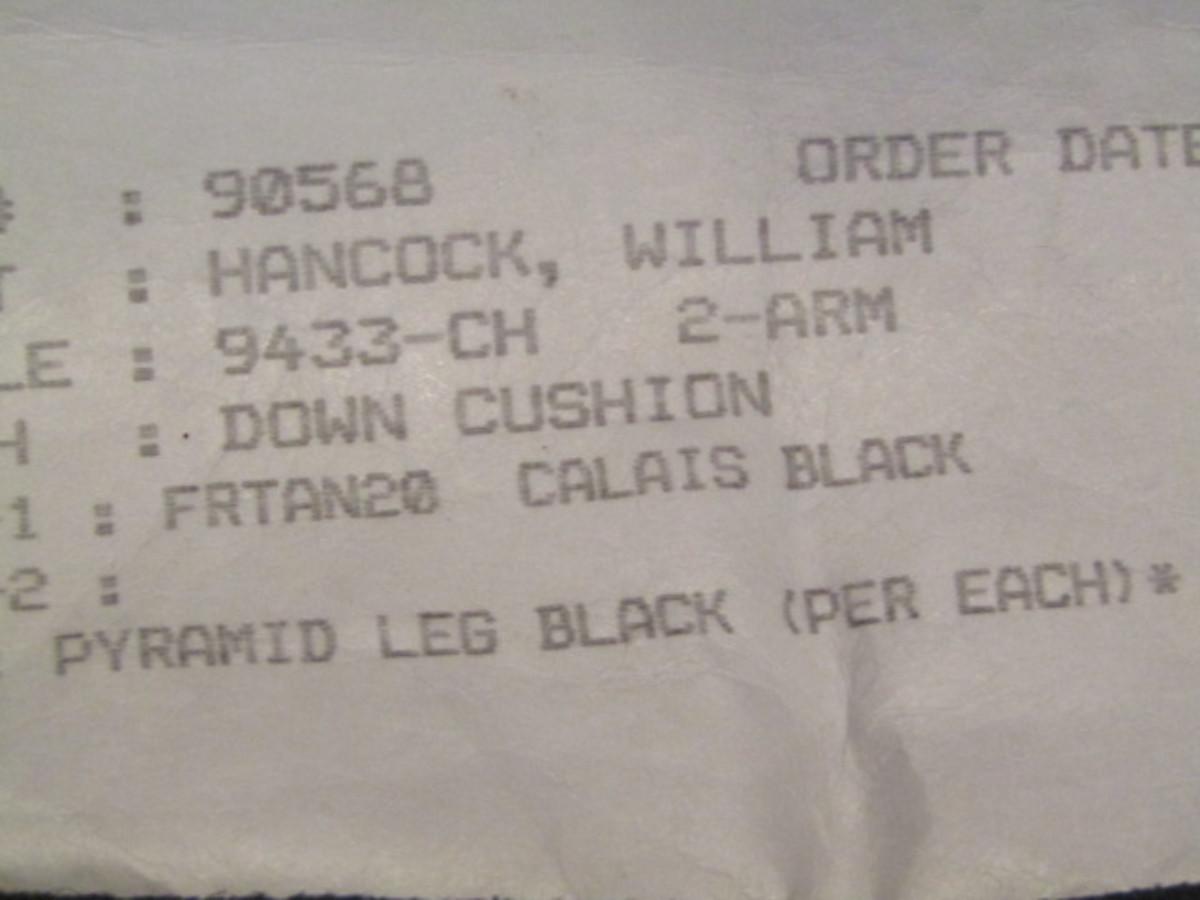 # : 90568 ORDER DATE
T : HANCOCK, WILLIAM
LE : 9433-CH 2-ARM
H : DOWN CUSHION
-1 : FRTAN20 CALAIS BLACK
-2 :
PYRAMID LEG BLACK (PER EACH)*